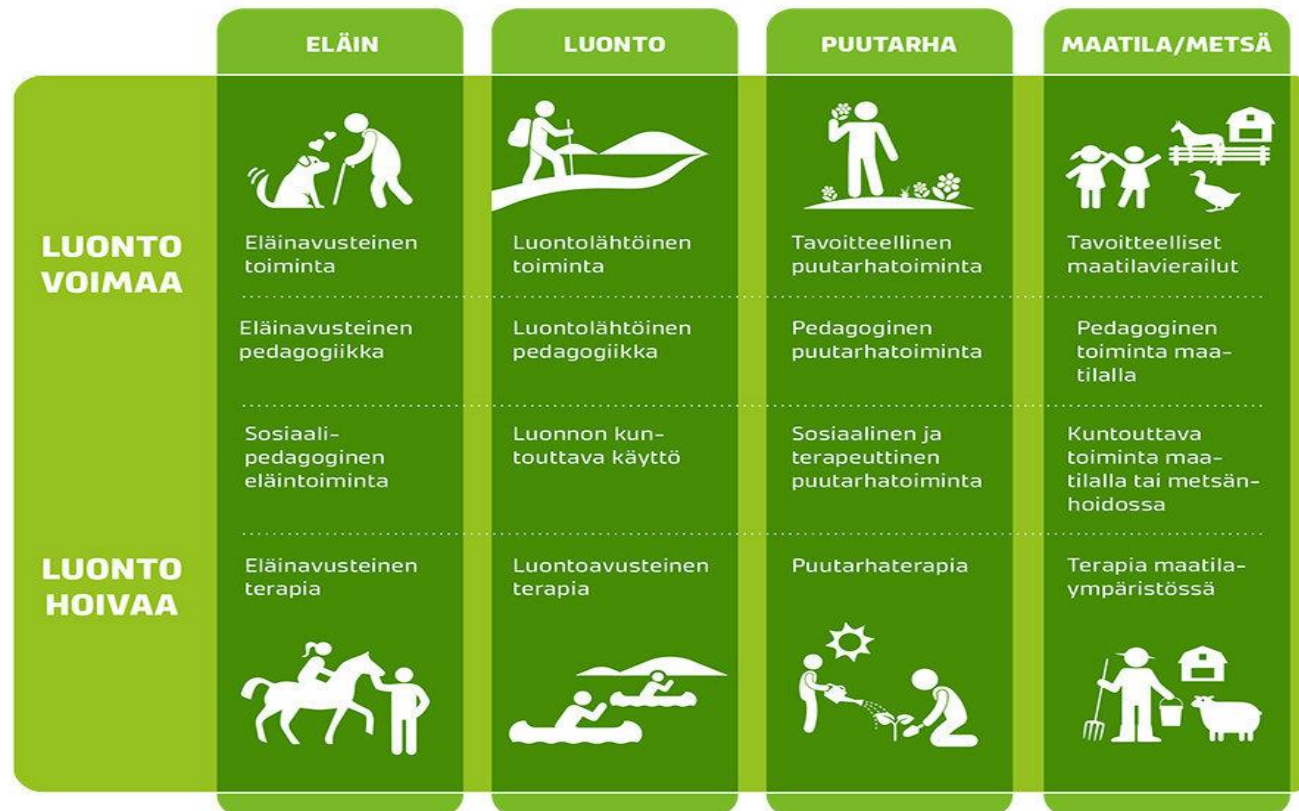 ELÄIN
LUONTO
PUUTARHA
MAATILA/METSÄ
LUONTO
VOIMAA
Eläinavusteinen
toiminta
Luontolähtöinen
toiminta
Tavoitteellinen
puutarhatoiminta
Tavoitteelliset
maatilavierailut
Eläinavusteinen
pedagogiikka
Luontolähtöinen
pedagogiikka
Pedagoginen
puutarhatoiminta
Pedagoginen
toiminta maa-
tilalla
Sosiaali-
pedagoginen
eläintoiminta
Luonnon kun-
touttava käyttö
Sosiaalinen ja
terapeuttinen
puutarhatoiminta
Kuntouttava
toiminta maa-
tilalla tai metsän-
hoidossa
LUONTO
HOIVAA
Eläinavusteinen
terapia
Luontoavusteinen
terapia
Puutarhaterapia
Terapia maatila-
ympäristössä